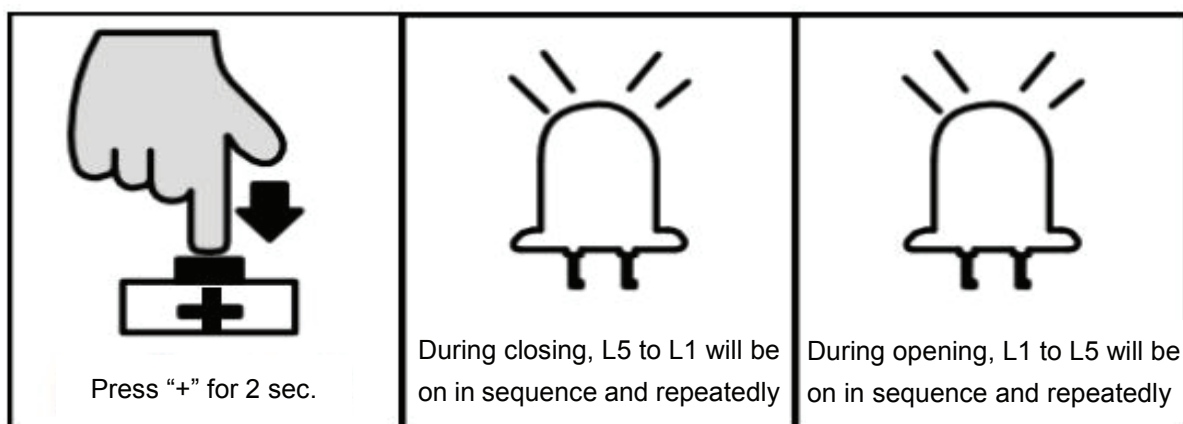 Press “+” for 2 sec.
During closing, L5 to L1 will be
on in sequence and repeatedly
During opening, L1 to L5 will be
on in sequence and repeatedly